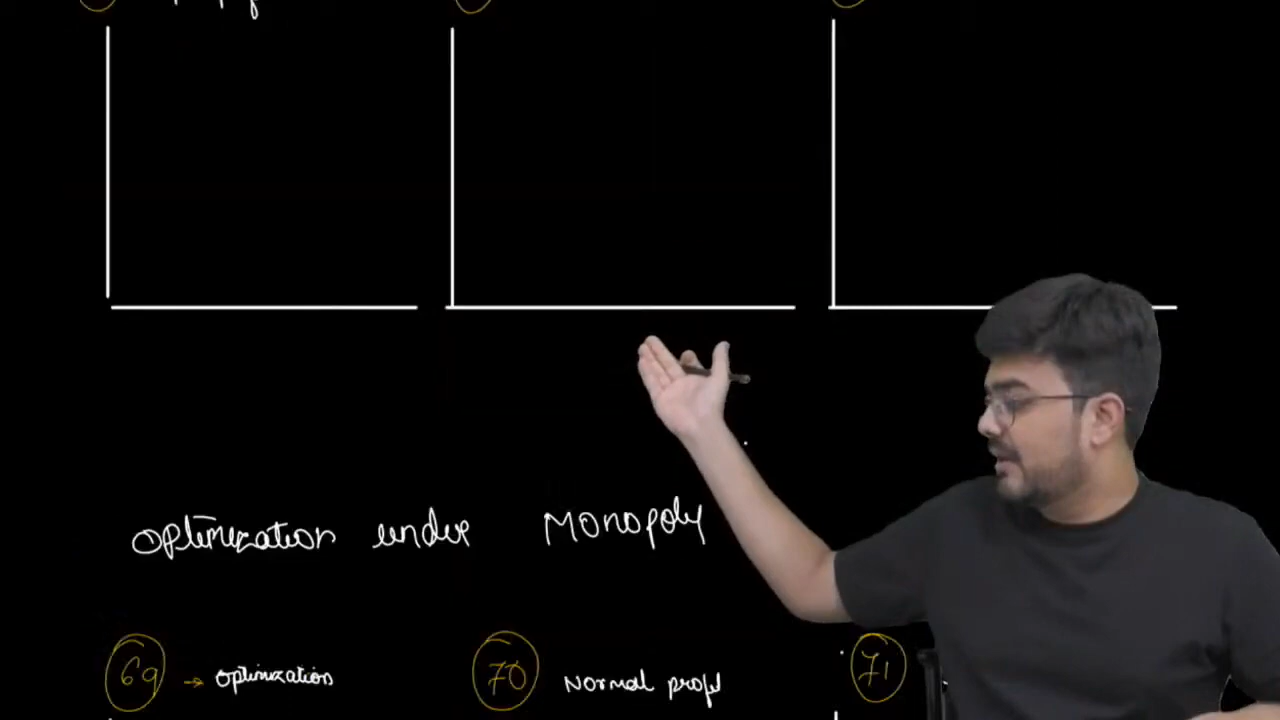 optimization under Monopoly
69 → optimization
70 Normal profit
71